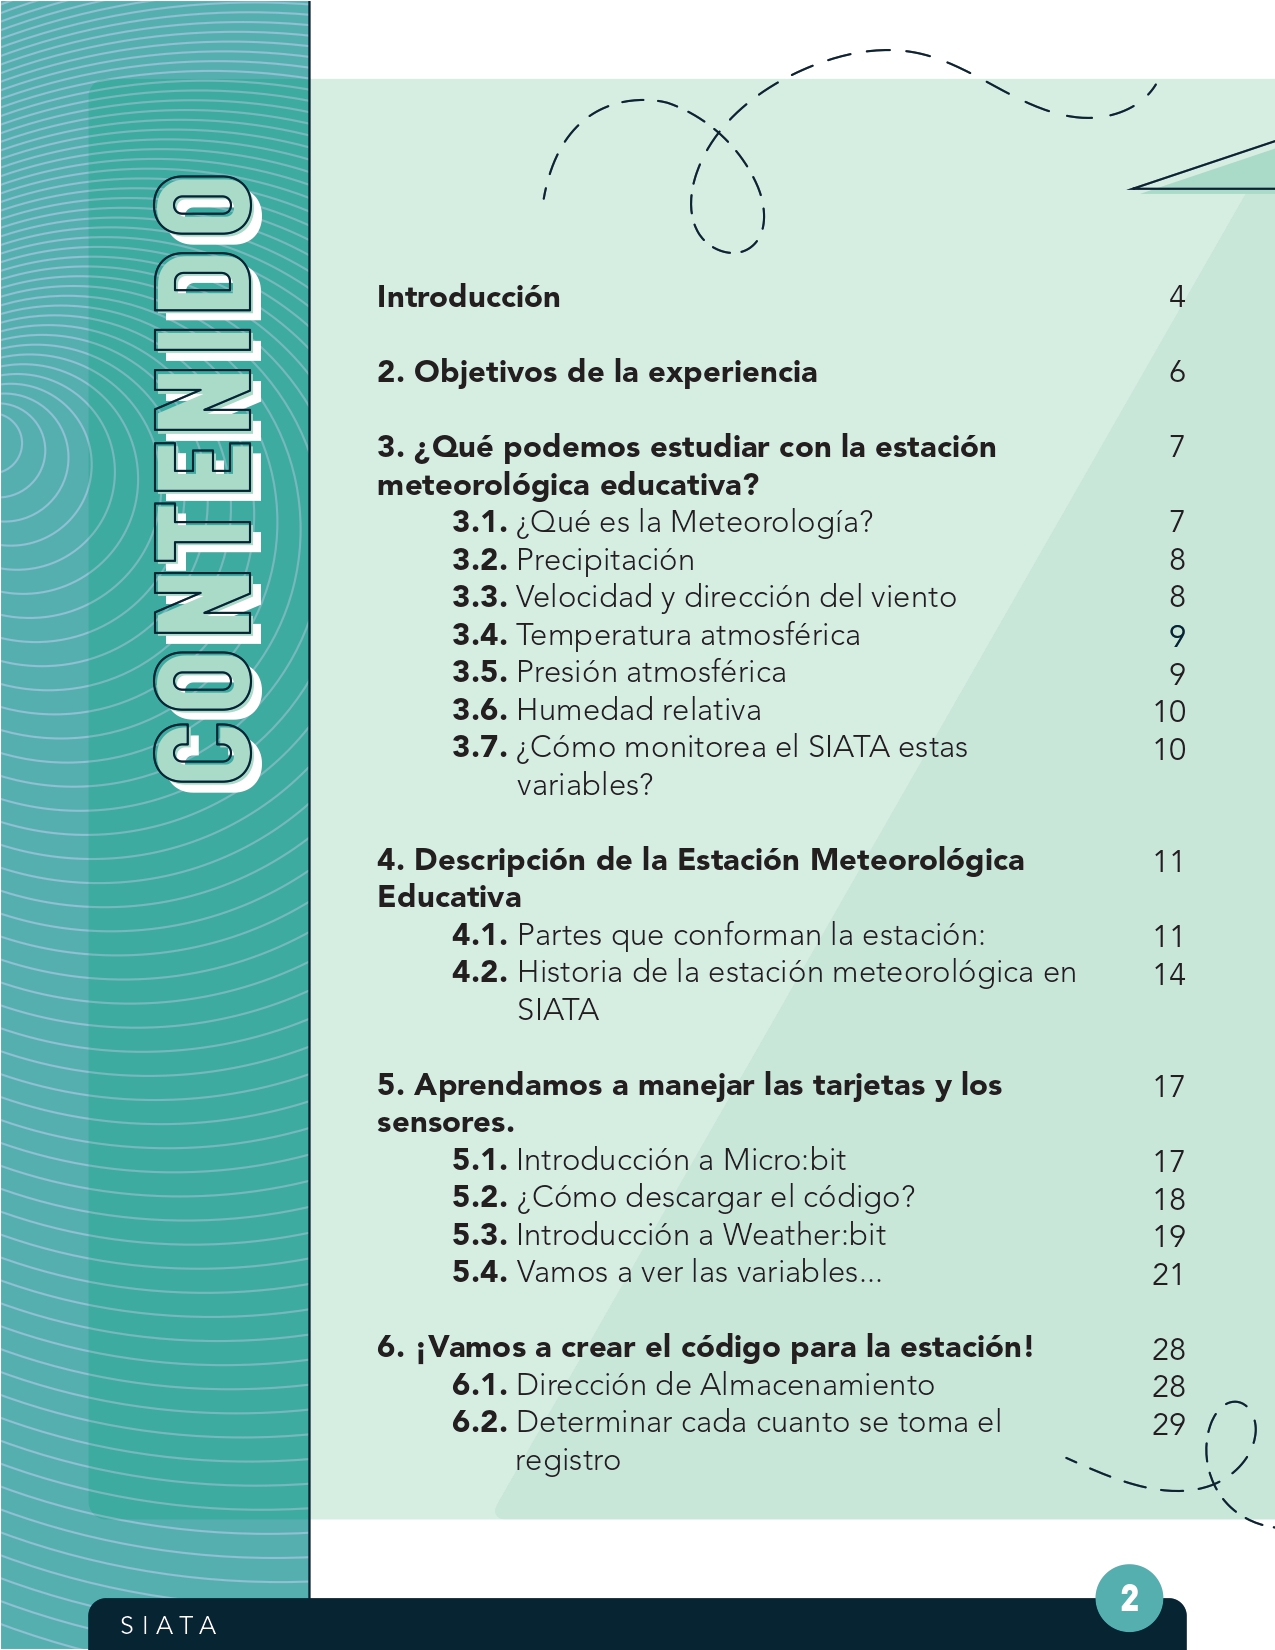 CONTENIDO
Introducción 4
2. Objetivos de la experiencia 6
3. ¿Qué podemos estudiar con la estación 7
meteorológica educativa?
3.1. ¿Qué es la Meteorología? 7
3.2. Precipitación 8
3.3. Velocidad y dirección del viento 8
3.4. Temperatura atmosférica 9
3.5. Presión atmosférica 9
3.6. Humedad relativa 10
3.7. ¿Cómo monitorea el SIATA estas 10
variables?
4. Descripción de la Estación Meteorológica 11
Educativa
4.1. Partes que conforman la estación: 11
4.2. Historia de la estación meteorológica en 14
SIATA
5. Aprendamos a manejar las tarjetas y los 17
sensores.
5.1. Introducción a Micro:bit 17
5.2. ¿Cómo descargar el código? 18
5.3. Introducción a Weather:bit 19
5.4. Vamos a ver las variables... 21
6. ¡Vamos a crear el código para la estación! 28
6.1. Dirección de Almacenamiento 28
6.2. Determinar cada cuanto se toma el 29
registro
SIATA
2